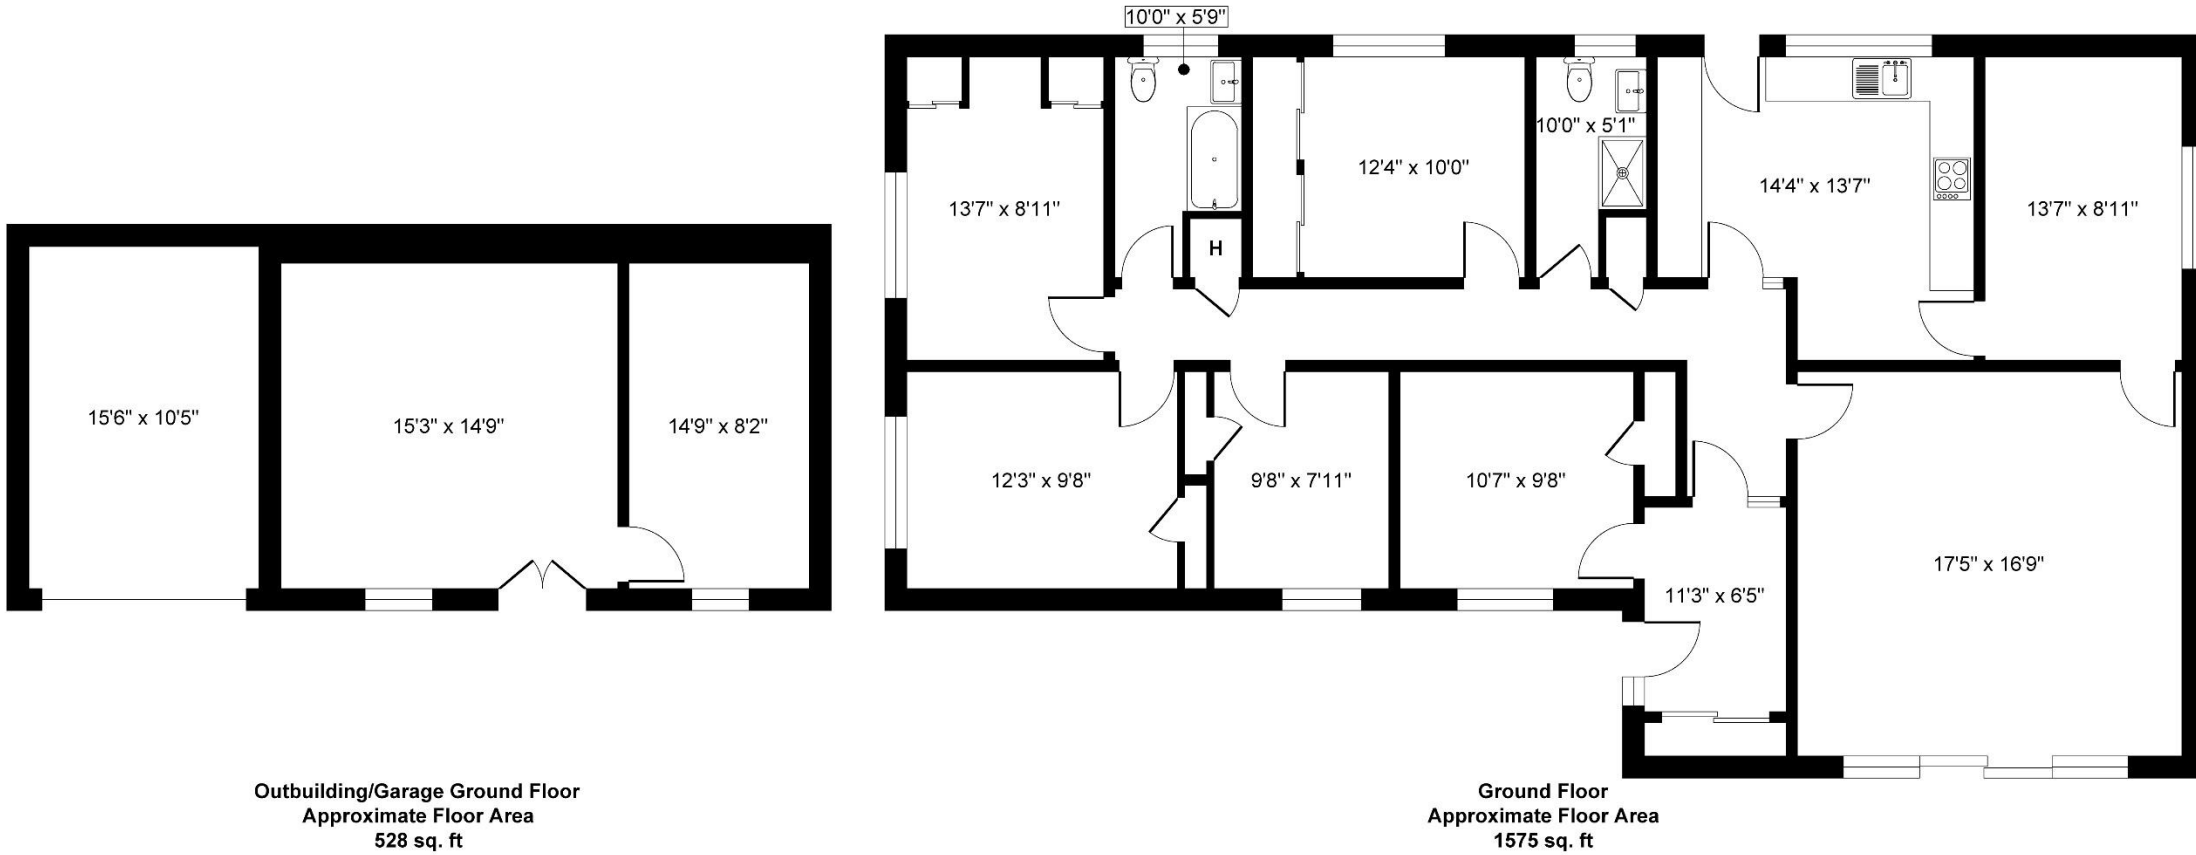 10'0" x 5'9"
13'7" x 8'11"
H
12'4" x 10'0"
10'0" x 5'1"
14'4" x 13'7"
13'7" x 8'11"
15'6" x 10'5"
15'3" x 14'9"
14'9" x 8'2"
12'3" x 9'8"
9'8" x 7'11"
10'7" x 9'8"
11'3" x 6'5"
17'5" x 16'9"
Outbuilding/Garage Ground Floor
Approximate Floor Area
528 sq. ft
Ground Floor
Approximate Floor Area
1575 sq. ft